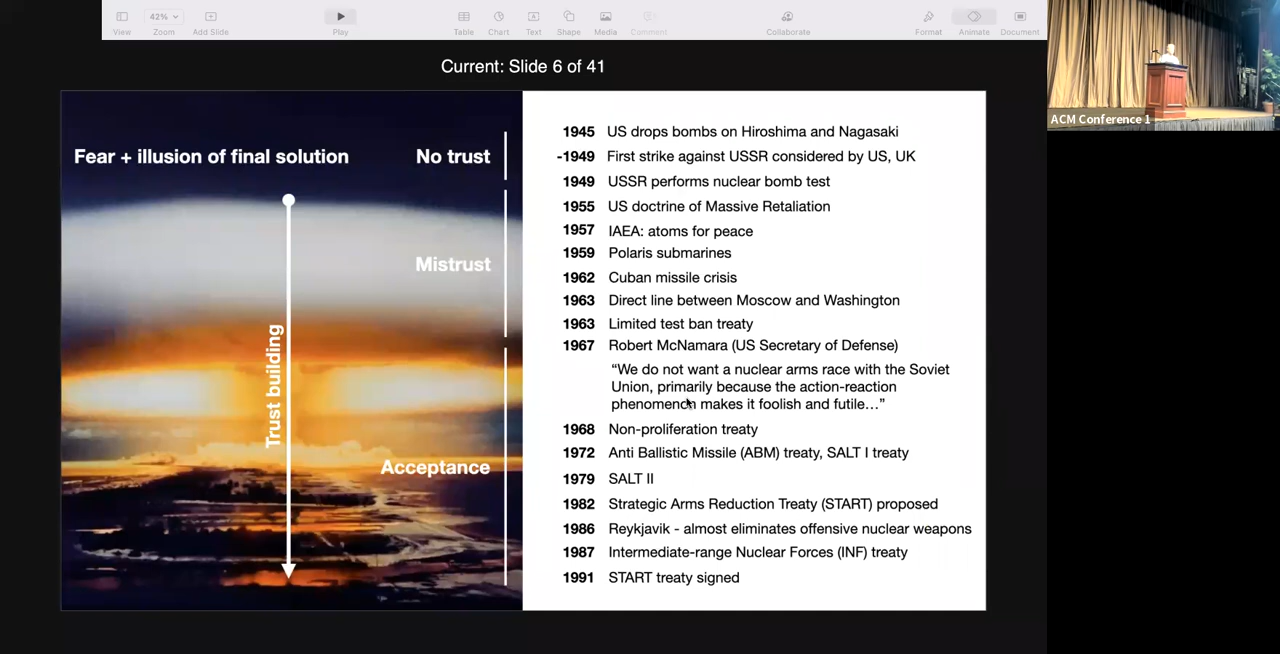 42%
View
Zoom
Add Slide
Play
Table
Chart
Text
Shape
Media
Comment
Collaborate
Format
Animate
Document
Current: Slide 6 of 41
ACM Conference 1
Fear + illusion of final solution
No trust
Mistrust
Trust building
Acceptance
1945 US drops bombs on Hiroshima and Nagasaki
-1949 First strike against USSR considered by US, UK
1949 USSR performs nuclear bomb test
1955 US doctrine of Massive Retaliation
1957 IAEA: atoms for peace
1959 Polaris submarines
1962 Cuban missile crisis
1963 Direct line between Moscow and Washington
1963 Limited test ban treaty
1967 Robert McNamara (US Secretary of Defense)
“We do not want a nuclear arms race with the Soviet
Union, primarily because the action-reaction
phenomenon makes it foolish and futile…”
1968 Non-proliferation treaty
1972 Anti Ballistic Missile (ABM) treaty, SALT I treaty
1979 SALT II
1982 Strategic Arms Reduction Treaty (START) proposed
1986 Reykjavik - almost eliminates offensive nuclear weapons
1987 Intermediate-range Nuclear Forces (INF) treaty
1991 START treaty signed